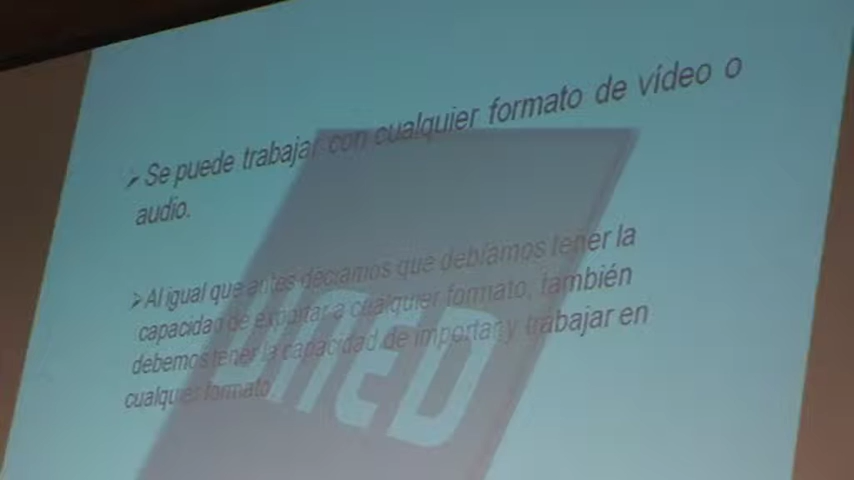 ➢ Se puede trabajar con cualquier formato de vídeo o
audio.
➢ Al igual que antes decíamos que debíamos tener la
capacidad de exportar a cualquier formato, también
debemos tener la capacidad de importar y trabajar en
cualquier formato.
UNED